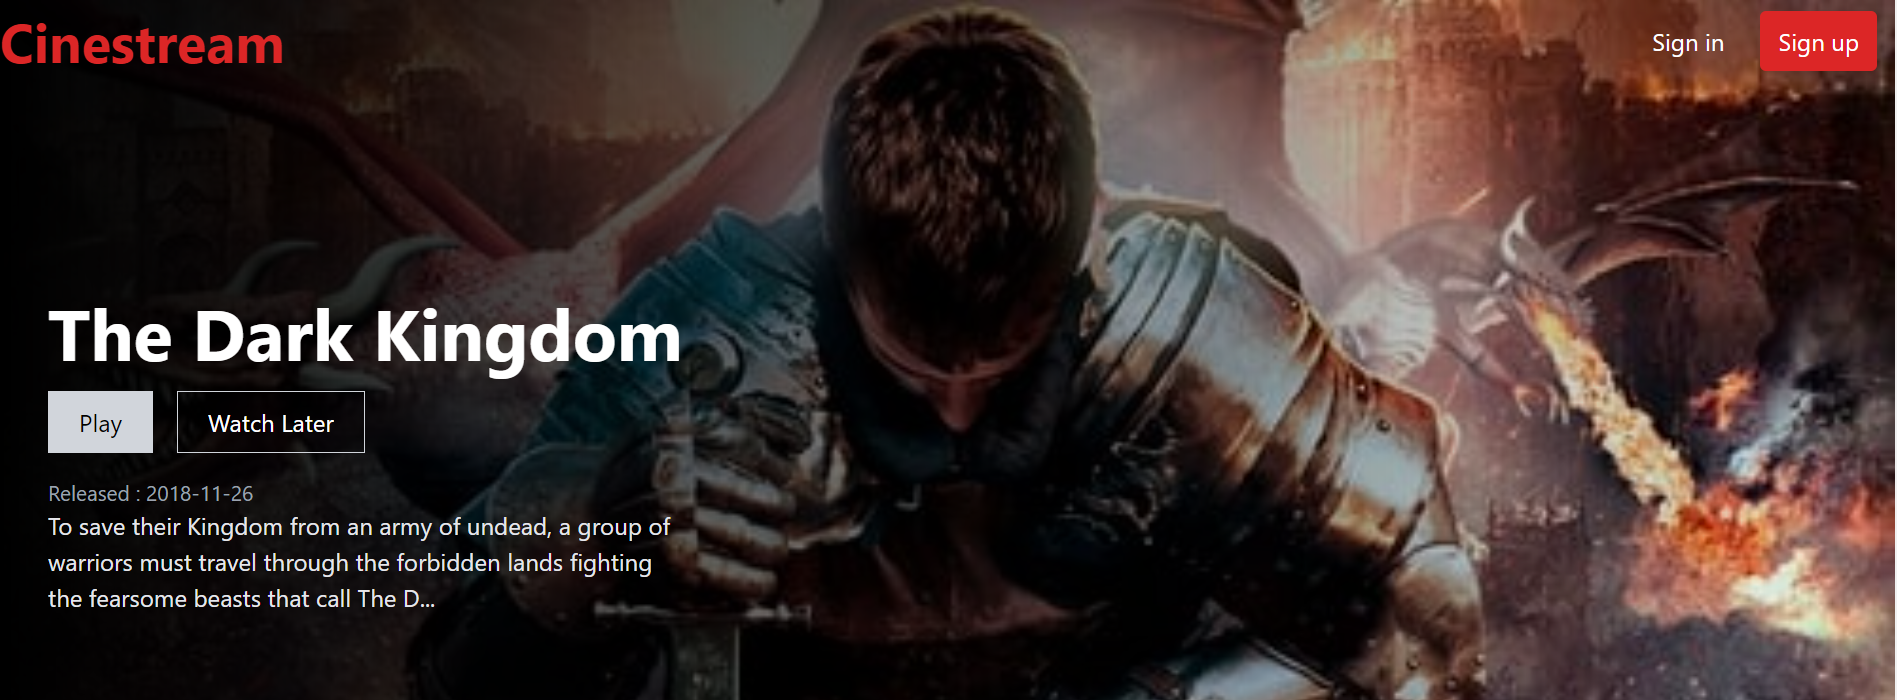 Cinestream
Sign in
Sign up
The Dark Kingdom
Play
Watch Later
Released : 2018-11-26
To save their Kingdom from an army of undead, a group of
warriors must travel through the forbidden lands fighting
the fearsome beasts that call The D...